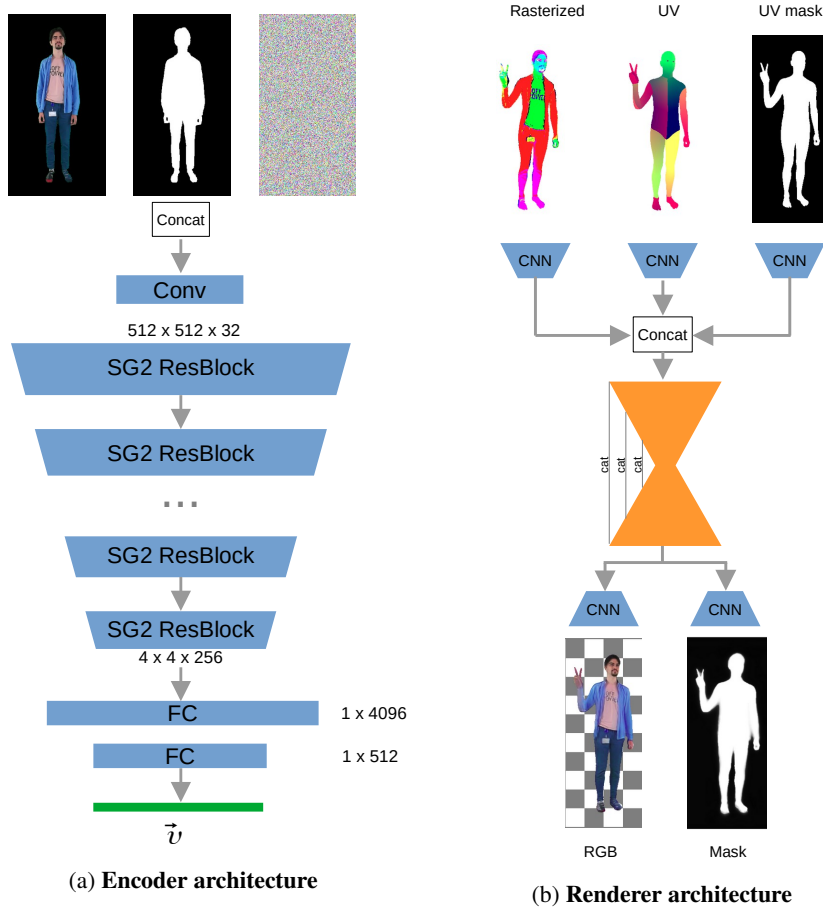 Concat
Conv
512 x 512 x 32
SG2 ResBlock
SG2 ResBlock
...
SG2 ResBlock
SG2 ResBlock
4 x 4 x 256
FC
1 x 4096
FC
1 x 512
v⃗
(a) Encoder architecture
Rasterized UV UV mask
CNN CNN CNN
Concat
cat cat cat
CNN CNN
RGB Mask
(b) Renderer architecture